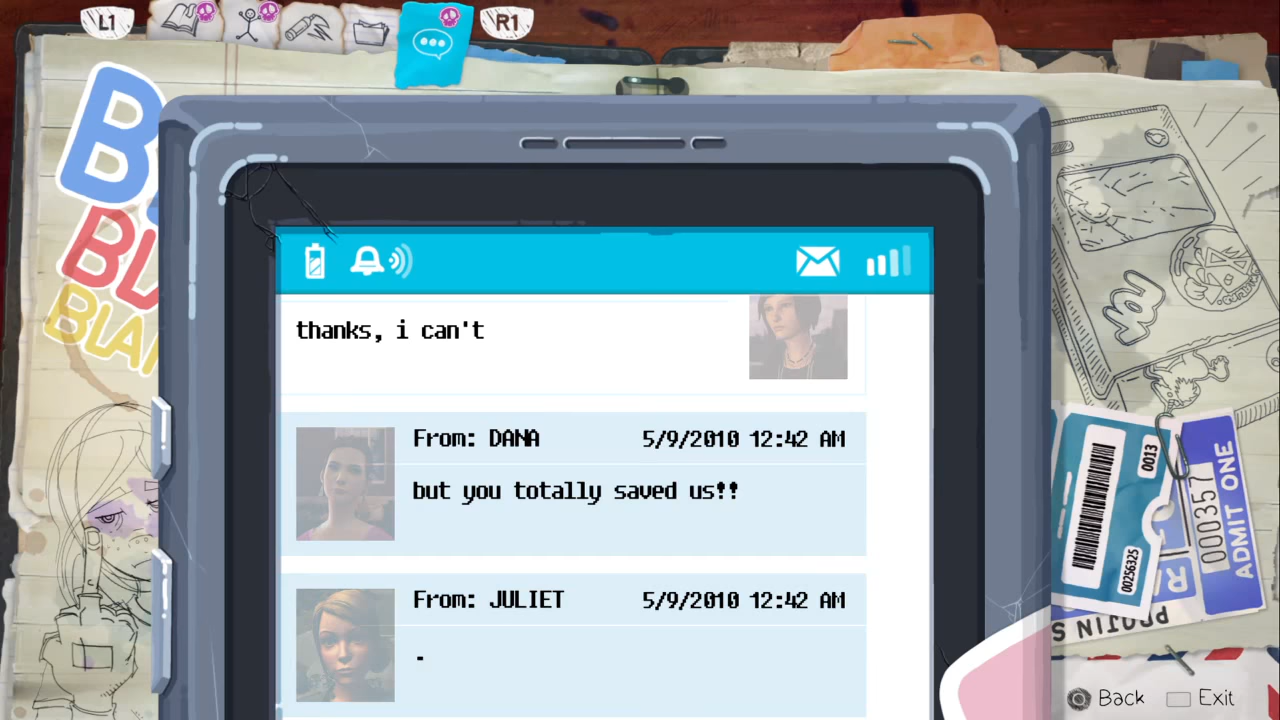 L1
R1
thanks, i can't
From: DANA 5/9/2010 12:42 AM
but you totally saved us!!
From: JULIET 5/9/2010 12:42 AM
.
0013
00256325
000357
ADMIT ONE
Back Exit